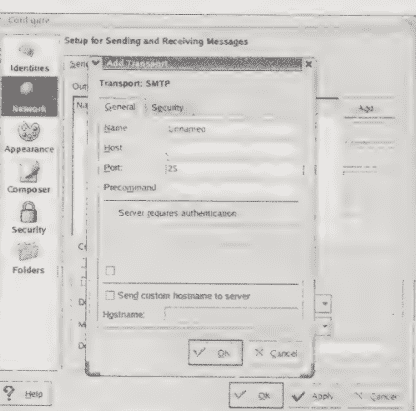 Configure
Setup for Sending and Receiving Messages
Identities
Network
Appearance
Composer
Security
Folders
Add Transport
Transport: SMTP
General
Security
Name
Unnamed
Host
Port:
25
Precommand
Server requires authentication
Send custom hostname to server
Hostname:
OK
Cancel
Add
Help
OK
Apply
Cancel